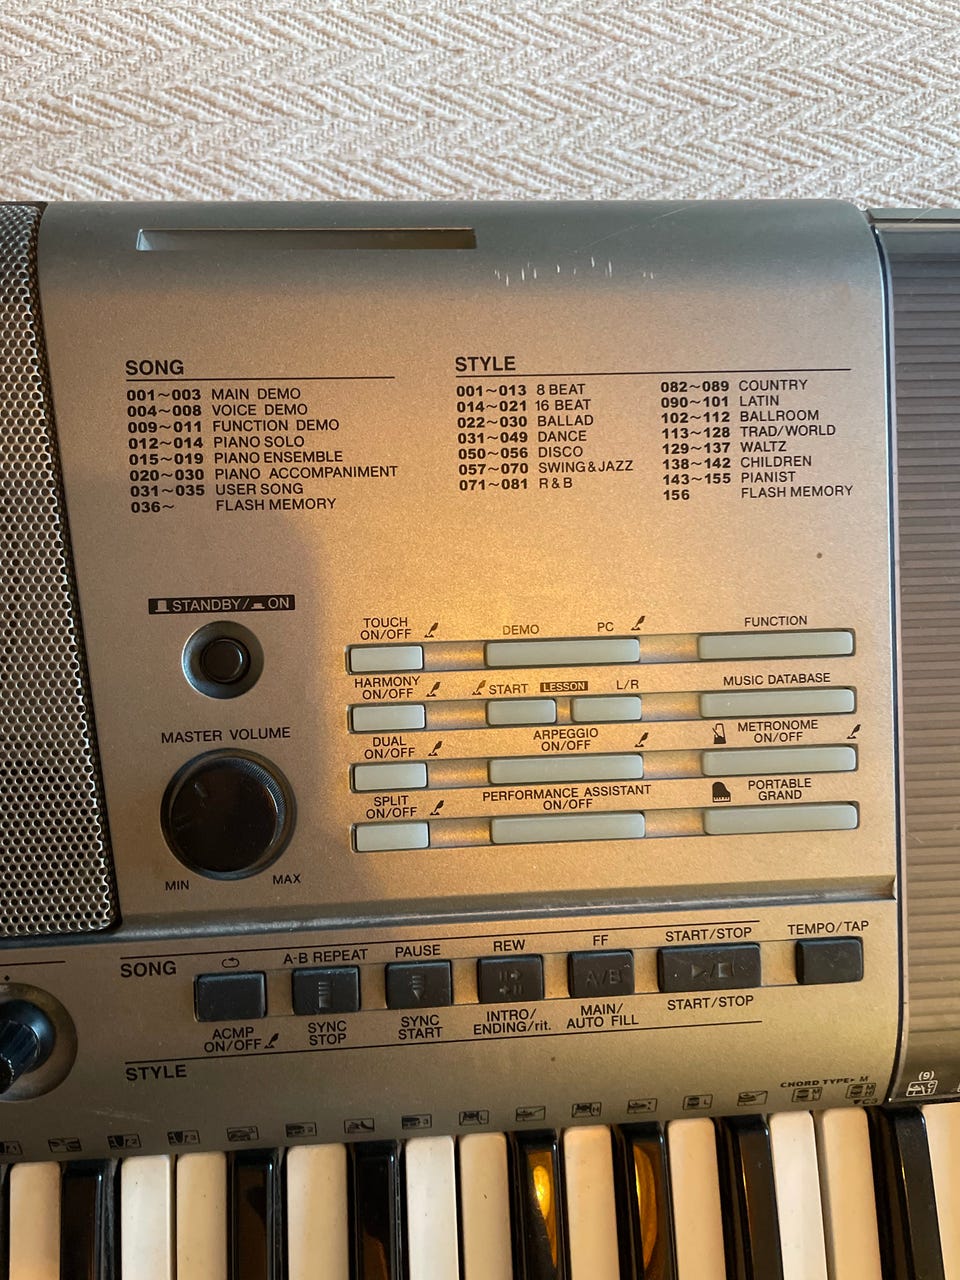 SONG
001~003 MAIN DEMO
004~008 VOICE DEMO
009~011 FUNCTION DEMO
012~014 PIANO SOLO
015~019 PIANO ENSEMBLE
020~030 PIANO ACCOMPANIMENT
031~035 USER SONG
036~ FLASH MEMORY
STYLE
001~013 8 BEAT
014~021 16 BEAT
022~030 BALLAD
031~049 DANCE
050~056 DISCO
057~070 SWING&JAZZ
071~081 R&B
082~089 COUNTRY
090~101 LATIN
102~112 BALLROOM
113~128 TRAD/WORLD
129~137 WALTZ
138~142 CHILDREN
143~155 PIANIST
156 FLASH MEMORY
STANDBY/ ON
MASTER VOLUME
MIN MAX
TOUCH
ON/OFF
DEMO PC
FUNCTION
HARMONY
ON/OFF
START LESSON L/R
MUSIC DATABASE
DUAL
ON/OFF
ARPEGGIO
ON/OFF
METRONOME
ON/OFF
SPLIT
ON/OFF
PERFORMANCE ASSISTANT
ON/OFF
PORTABLE
GRAND
SONG
A-B REPEAT PAUSE REW FF START/STOP TEMPO/TAP
A/B
ACMP
ON/OFF
SYNC
STOP
SYNC
START
INTRO/
ENDING/rit.
MAIN/
AUTO FILL
START/STOP
STYLE
CHORD TYPE M
(9)
C3